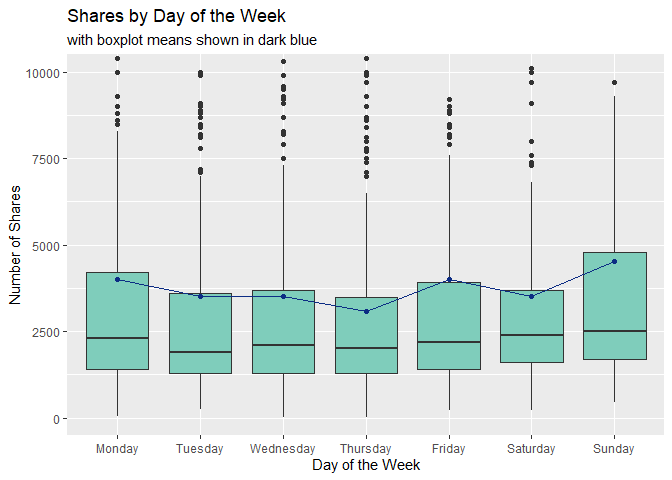 Shares by Day of the Week
with boxplot means shown in dark blue
Number of Shares
10000
7500
5000
2500
0
Monday Tuesday Wednesday Thursday Friday Saturday Sunday
Day of the Week